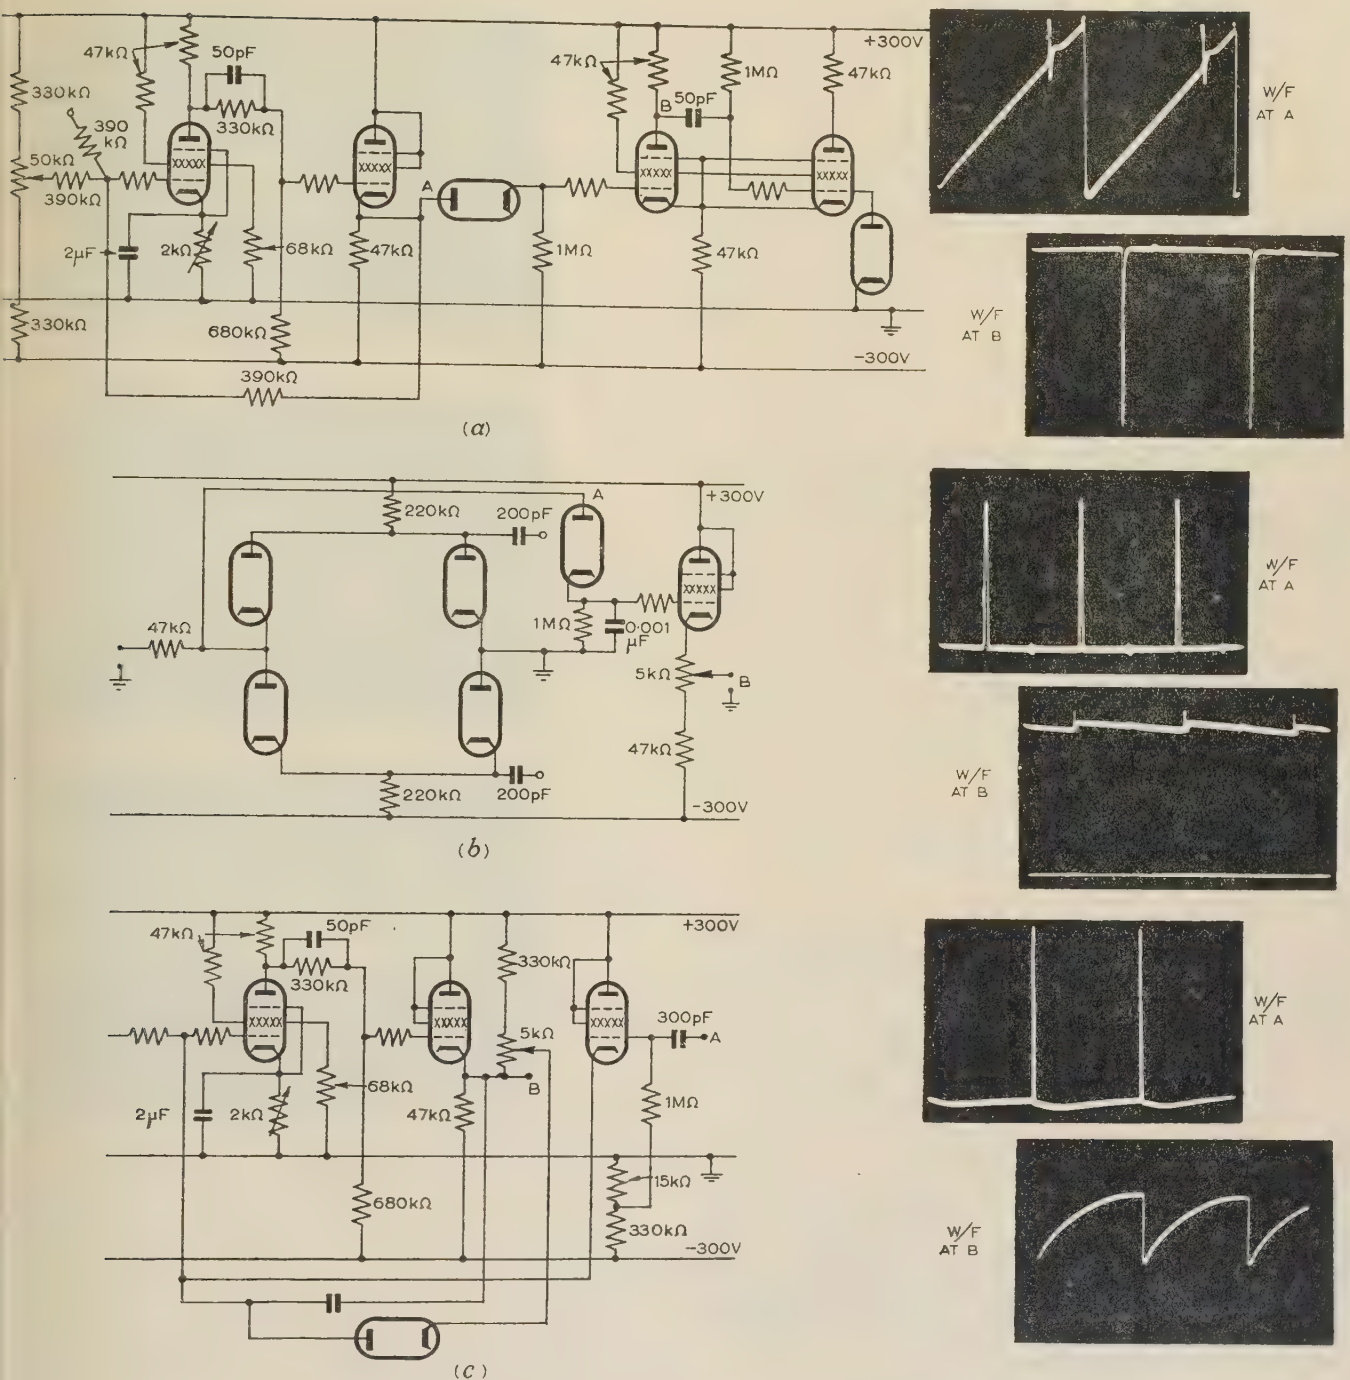 50pF
47kΩ
+300V
330kΩ
390
kΩ
330kΩ
47kΩ
1MΩ
47kΩ
B
50pF
50kΩ
390kΩ
A
2μF
2kΩ
68kΩ
47kΩ
1MΩ
47kΩ
330kΩ
680kΩ
-300V
390kΩ
(a)
W/F
AT A
W/F
AT B
A
+300V
220kΩ
200pF
47kΩ
1MΩ
0·001
μF
5kΩ
B
47kΩ
220kΩ
200pF
-300V
(b)
W/F
AT A
W/F
AT B
50pF
47kΩ
+300V
330kΩ
330kΩ
5kΩ
300pF
A
B
2μF
2kΩ
68kΩ
47kΩ
1MΩ
15kΩ
680kΩ
330kΩ
-300V
(c)
W/F
AT A
W/F
AT B